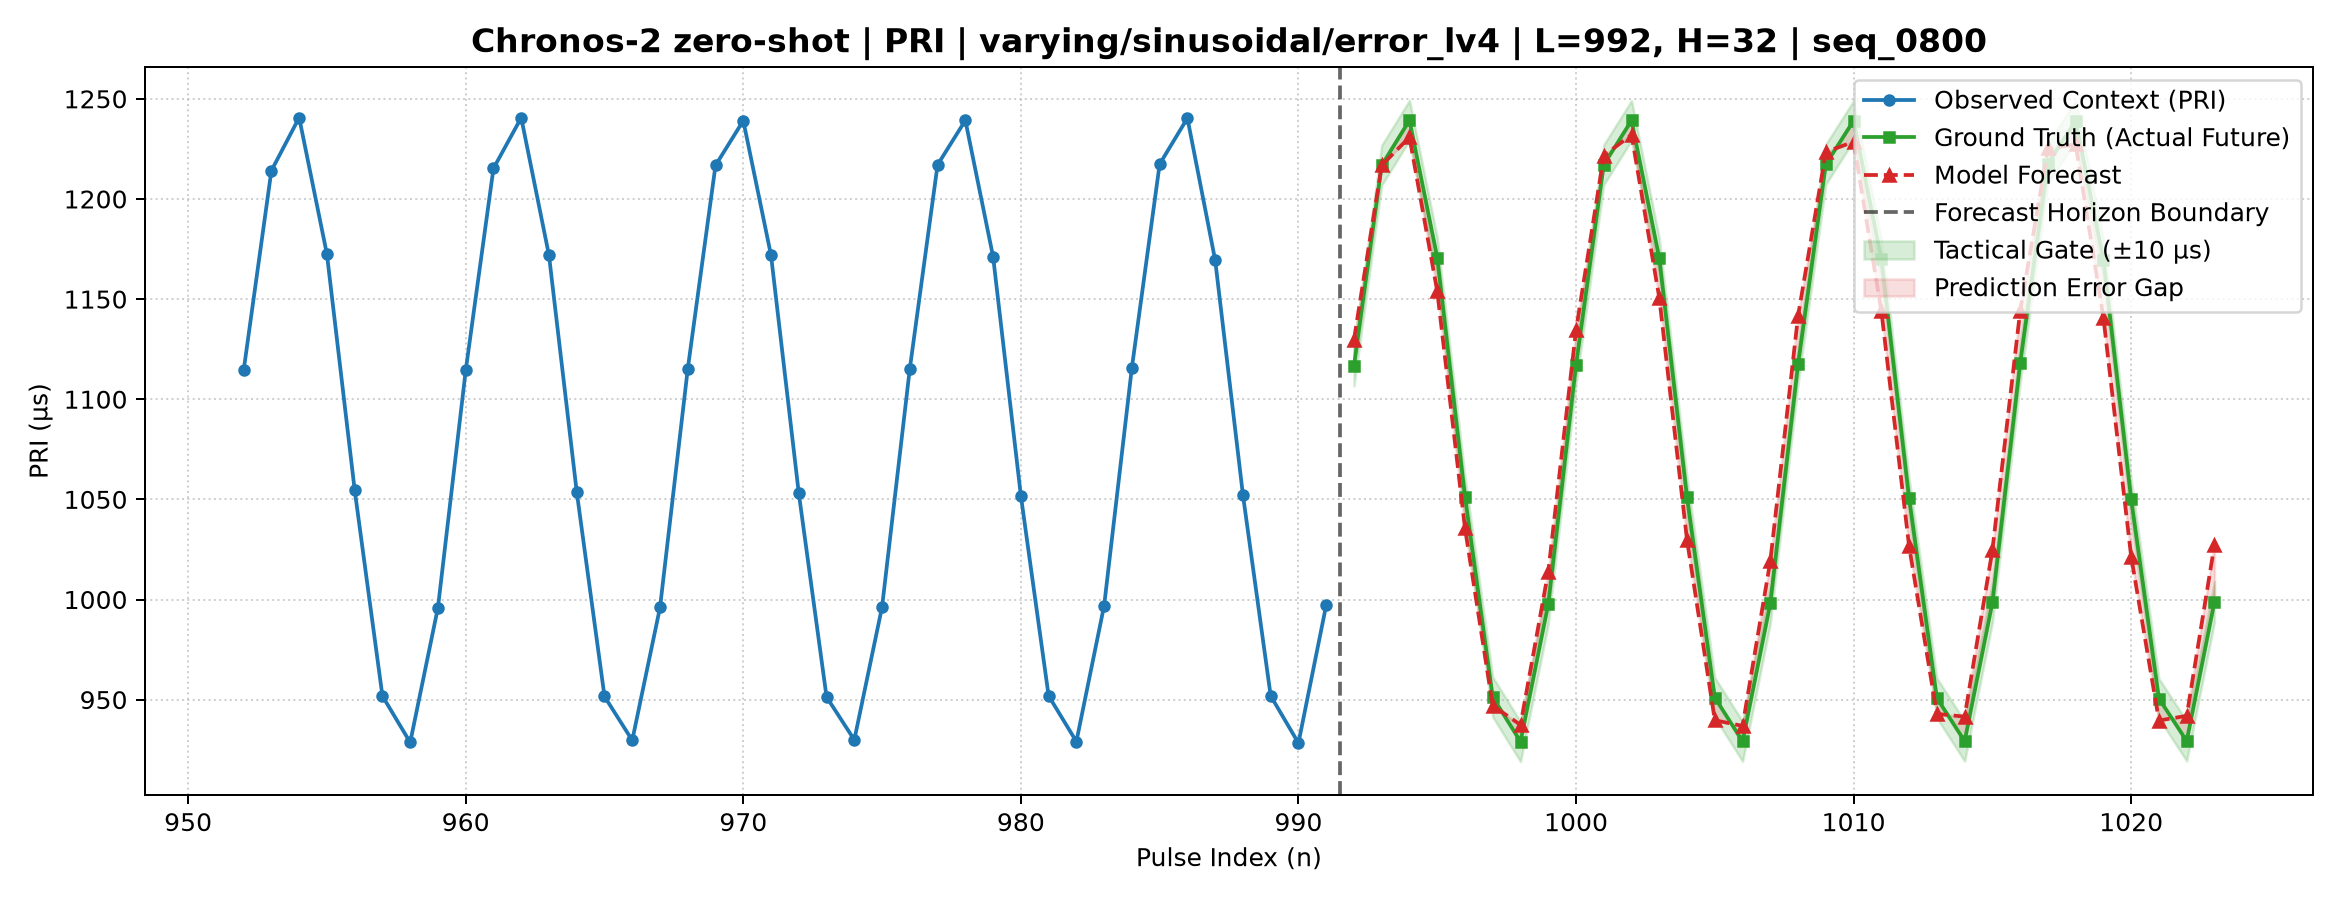 Chronos-2 zero-shot | PRI | varying/sinusoidal/error_lv4 | L=992, H=32 | seq_0800
PRI (µs)
1250
1200
1150
1100
1050
1000
950
Observed Context (PRI)
Ground Truth (Actual Future)
Model Forecast
Forecast Horizon Boundary
Tactical Gate (±10 µs)
Prediction Error Gap
950 960 970 980 990 1000 1010 1020
Pulse Index (n)